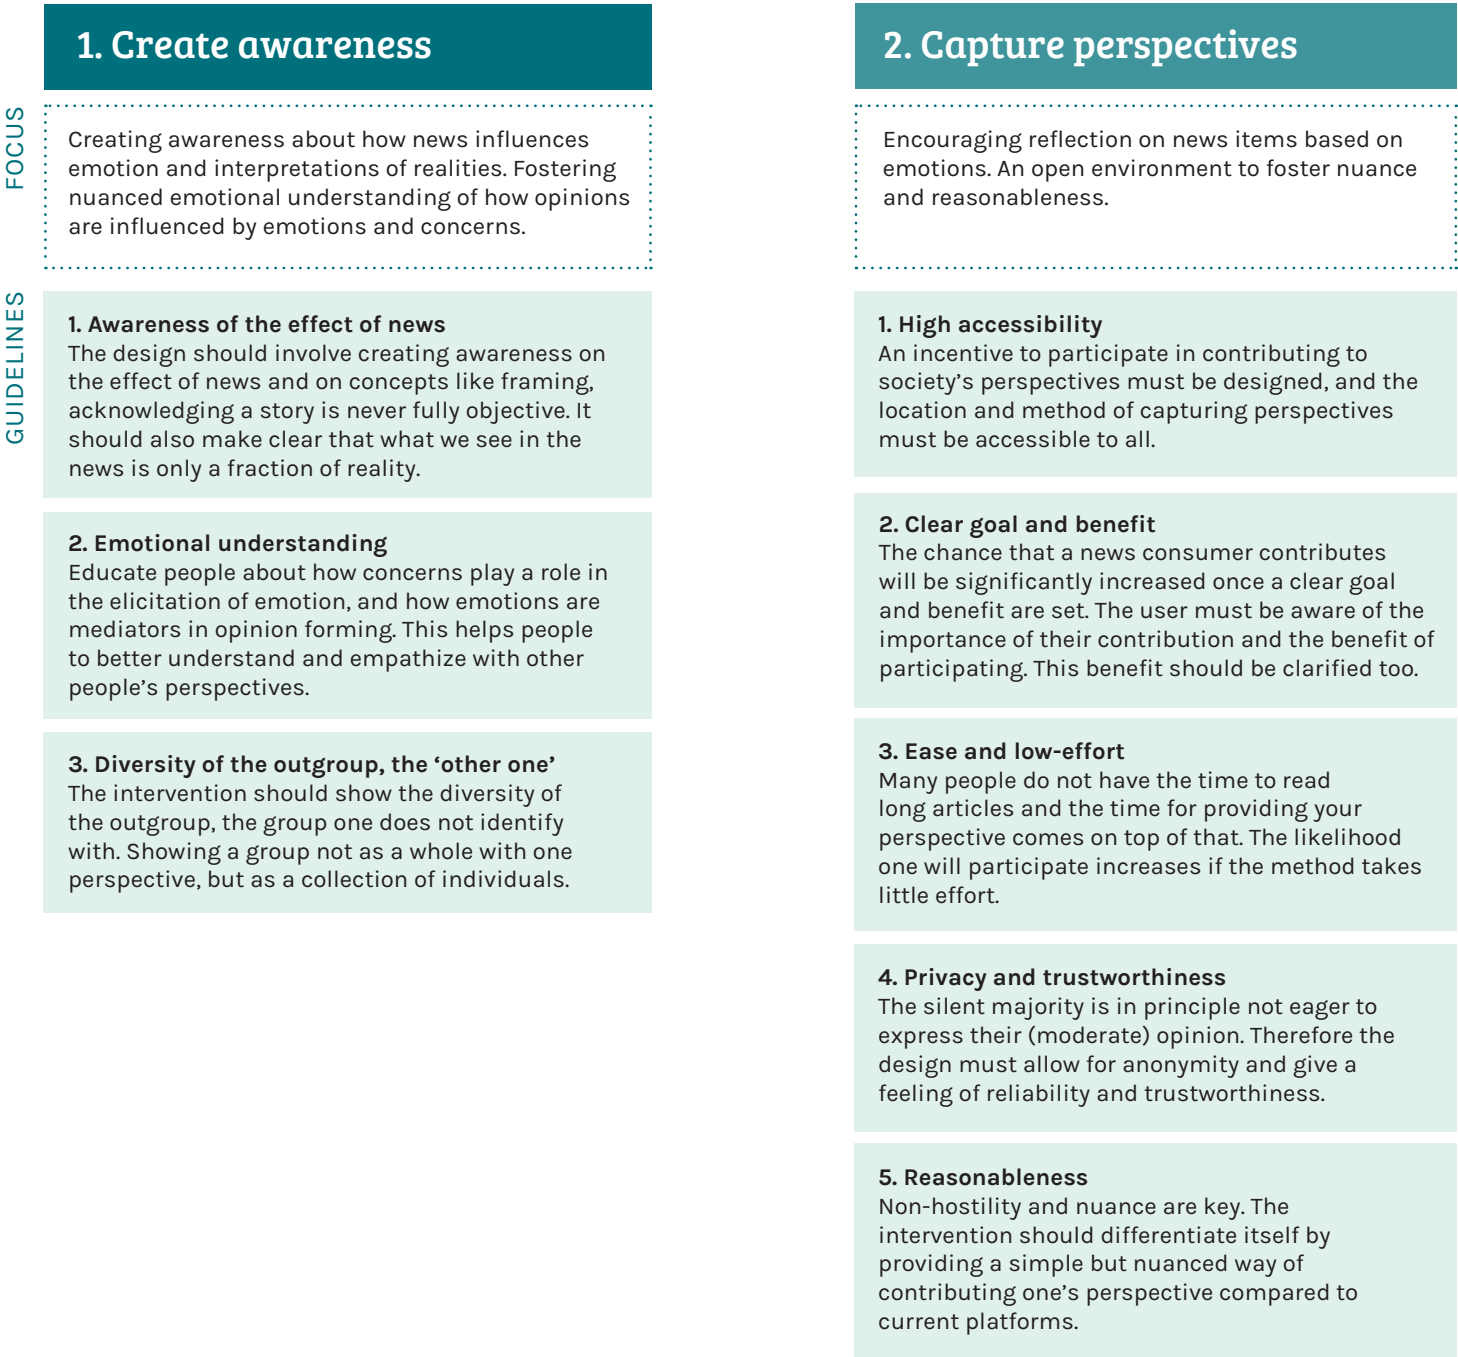 1. Create awareness
FOCUS
Creating awareness about how news influences
emotion and interpretations of realities. Fostering
nuanced emotional understanding of how opinions
are influenced by emotions and concerns.
GUIDELINES
1. Awareness of the effect of news
The design should involve creating awareness on
the effect of news and on concepts like framing,
acknowledging a story is never fully objective. It
should also make clear that what we see in the
news is only a fraction of reality.
2. Emotional understanding
Educate people about how concerns play a role in
the elicitation of emotion, and how emotions are
mediators in opinion forming. This helps people
to better understand and empathize with other
people’s perspectives.
3. Diversity of the outgroup, the ‘other one’
The intervention should show the diversity of
the outgroup, the group one does not identify
with. Showing a group not as a whole with one
perspective, but as a collection of individuals.
2. Capture perspectives
Encouraging reflection on news items based on
emotions. An open environment to foster nuance
and reasonableness.
1. High accessibility
An incentive to participate in contributing to
society’s perspectives must be designed, and the
location and method of capturing perspectives
must be accessible to all.
2. Clear goal and benefit
The chance that a news consumer contributes
will be significantly increased once a clear goal
and benefit are set. The user must be aware of the
importance of their contribution and the benefit of
participating. This benefit should be clarified too.
3. Ease and low-effort
Many people do not have the time to read
long articles and the time for providing your
perspective comes on top of that. The likelihood
one will participate increases if the method takes
little effort.
4. Privacy and trustworthiness
The silent majority is in principle not eager to
express their (moderate) opinion. Therefore the
design must allow for anonymity and give a
feeling of reliability and trustworthiness.
5. Reasonableness
Non-hostility and nuance are key. The
intervention should differentiate itself by
providing a simple but nuanced way of
contributing one’s perspective compared to
current platforms.